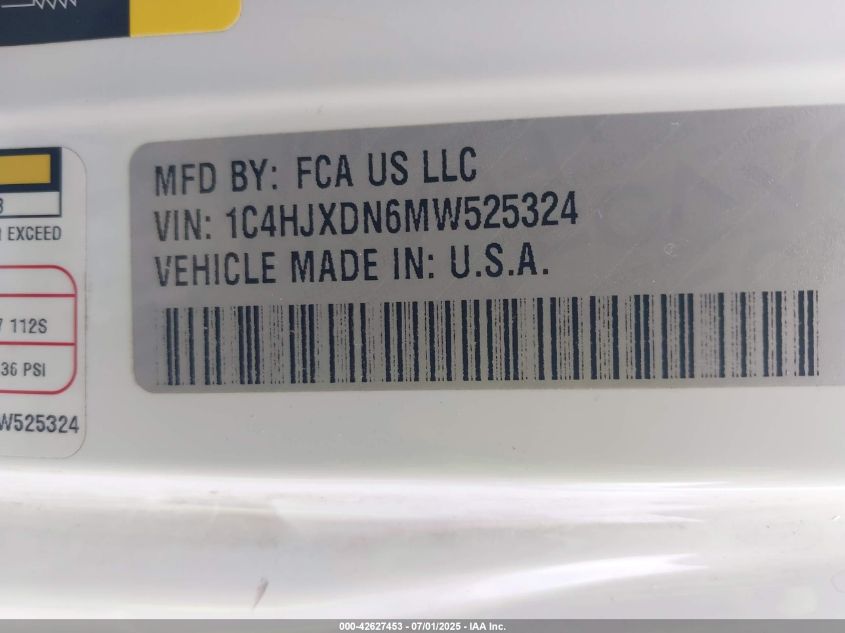 MFD BY: FCA US LLC
VIN: 1C4HJXDN6MW525324
VEHICLE MADE IN: U.S.A.
EXCEED
112S
36 PSI
W525324
000-42627453 - 07/01/2025 - IAA Inc.